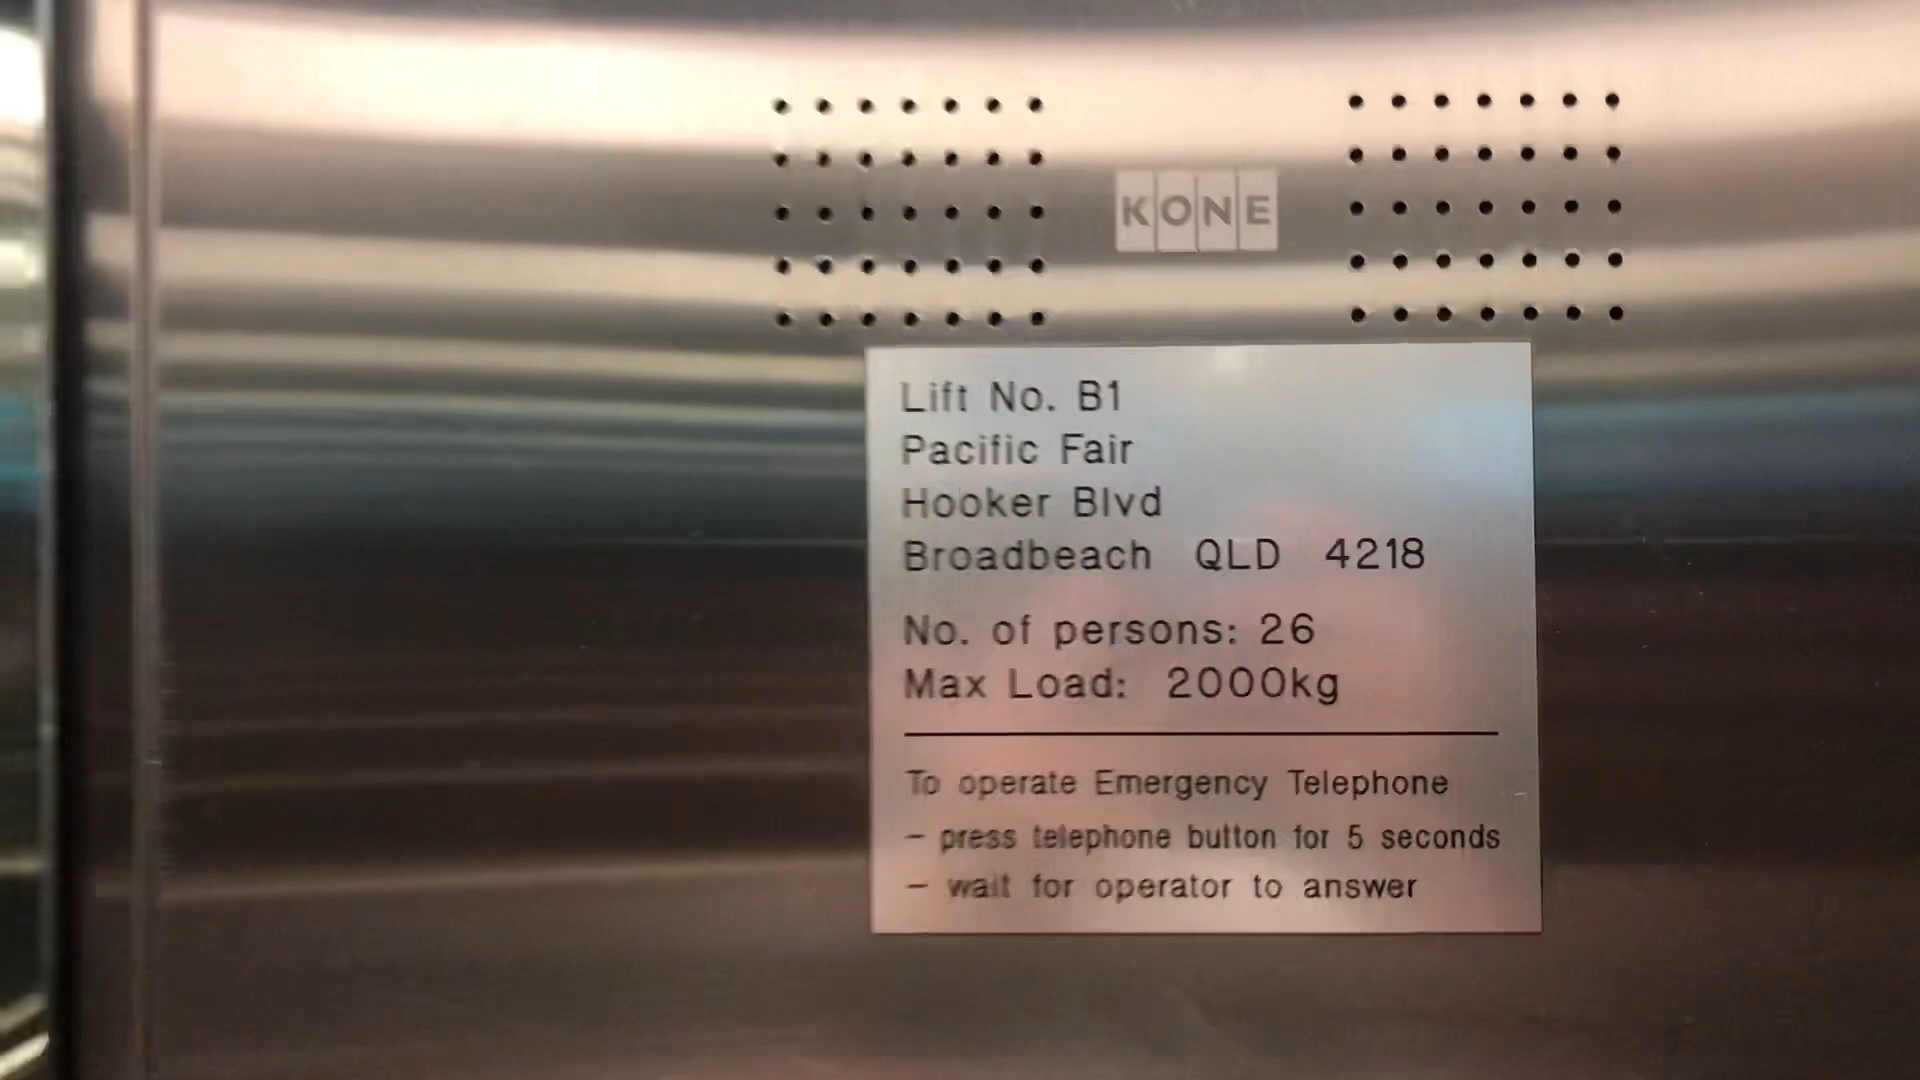 KONE
Lift No. B1
Pacific Fair
Hooker Blvd
Broadbeach QLD 4218
No. of persons: 26
Max Load: 2000kg
To operate Emergency Telephone
- press telephone button for 5 seconds
- wait for operator to answer